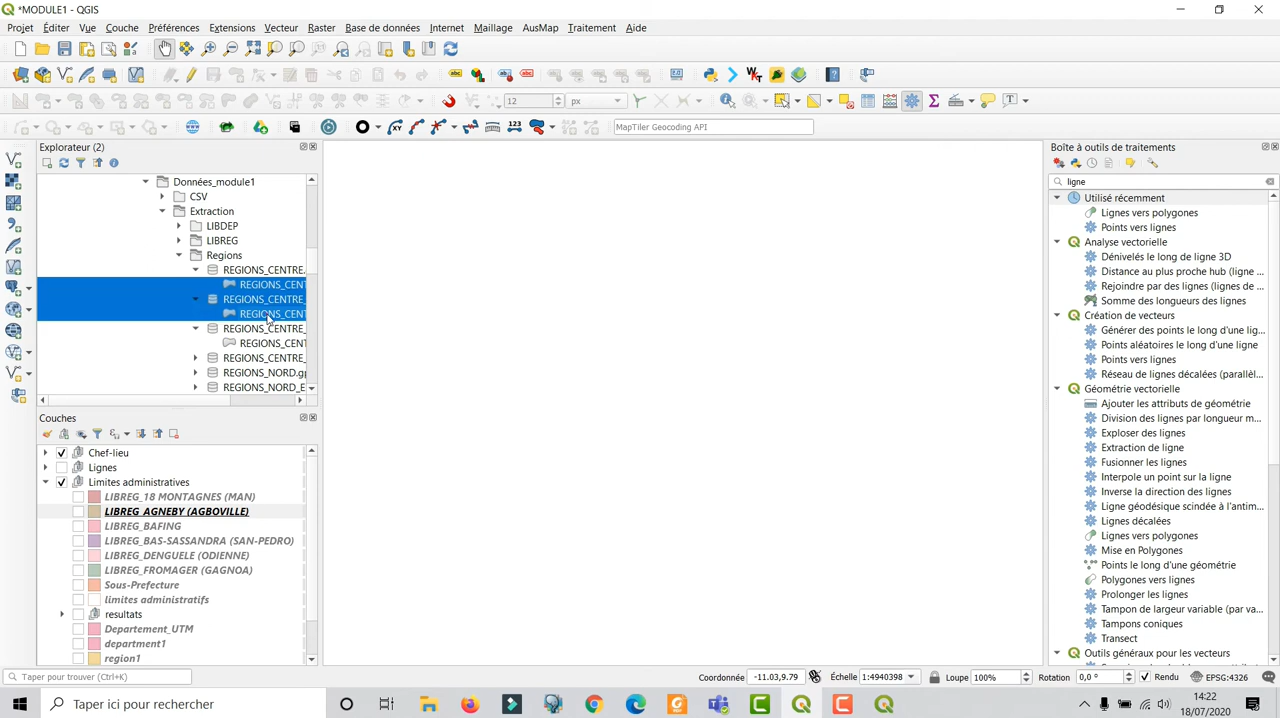 *MODULE1 - QGIS
Projet Éditer Vue Couche Préférences Extensions Vecteur Raster Base de données Internet Maillage AusMap Traitement Aide
12 px
123 MapTiler Geocoding API
Explorateur (2)
Données_module1
CSV
Extraction
LIBDEP
LIBREG
Regions
REGIONS_CENTRE.
REGIONS_CENT
REGIONS_CENTRE_
REGIONS_CENT
REGIONS_CENTRE_
REGIONS_CENT
REGIONS_CENTRE_
REGIONS_NORD.g
REGIONS_NORD_E
Couches
Chef-lieu
Lignes
Limites administratives
LIBREG_18 MONTAGNES (MAN)
LIBREG_AGNEBY (AGBOVILLE)
LIBREG_BAFING
LIBREG_BAS-SASSANDRA (SAN-PEDRO)
LIBREG_DENGUELE (ODIENNE)
LIBREG_FROMAGER (GAGNOA)
Sous-Prefecture
limites administratifs
resultats
Departement_UTM
department1
region1
Boîte à outils de traitements
ligne
Utilisé récemment
Lignes vers polygones
Points vers lignes
Analyse vectorielle
Dénivelés le long de ligne 3D
Distance au plus proche hub (ligne ...
Rejoindre par des lignes (lignes de ...
Somme des longueurs des lignes
Création de vecteurs
Générer des points le long d'une lig...
Points aléatoires le long d'une ligne
Points vers lignes
Réseau de lignes décalées (parallèl...
Géométrie vectorielle
Ajouter les attributs de géométrie
Division des lignes par longueur m...
Exploser des lignes
Extraction de ligne
Fusionner les lignes
Interpole un point sur la ligne
Inverse la direction des lignes
Ligne géodésique scindée à l'antim...
Lignes décalées
Lignes vers polygones
Mise en Polygones
Points le long d'une géométrie
Polygones vers lignes
Prolonger les lignes
Tampon de largeur variable (par va...
Tampons coniques
Transect
Outils généraux pour les vecteurs
Taper pour trouver (Ctrl+K)
Coordonnée -11.03,9.79 Échelle 1:4940398 Loupe 100% Rotation 0,0 ° Rendu EPSG:4326
Taper ici pour rechercher
14:22
18/07/2020